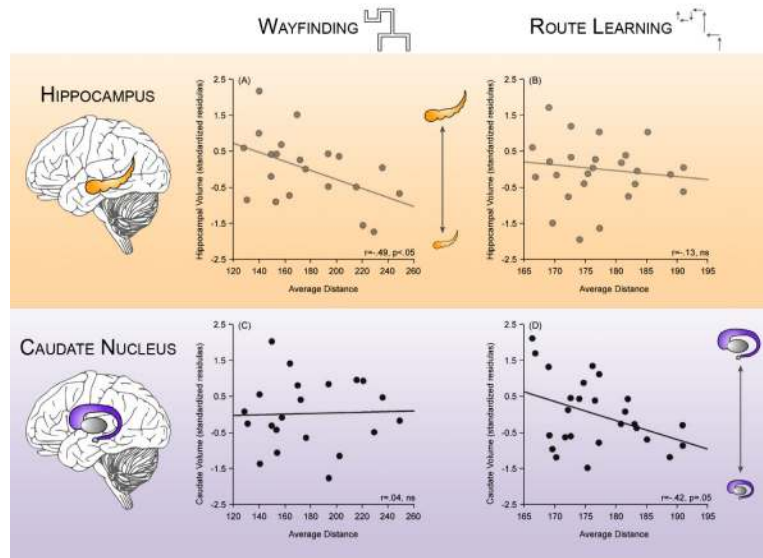 WAYFINDING
ROUTE LEARNING
HIPPOCAMPUS
(A)
Hippocampal Volume (standardized residulas)
2.5
1.5
0.5
-0.5
-1.5
-2.5
r=-.49, p<.05
120 140 160 180 200 220 240 260
Average Distance
(B)
Hippocampal Volume (standardized residulas)
2.5
1.5
0.5
-0.5
-1.5
-2.5
r=-.13, ns
165 170 175 180 185 190 195
Average Distance
CAUDATE NUCLEUS
(C)
Caudate Volume (standardized residulas)
2.5
1.5
0.5
-0.5
-1.5
-2.5
r=.04, ns
120 140 160 180 200 220 240 260
Average Distance
(D)
Caudate Volume (standardized residulas)
2.5
1.5
0.5
-0.5
-1.5
-2.5
r=-.42, p=.05
165 170 175 180 185 190 195
Average Distance